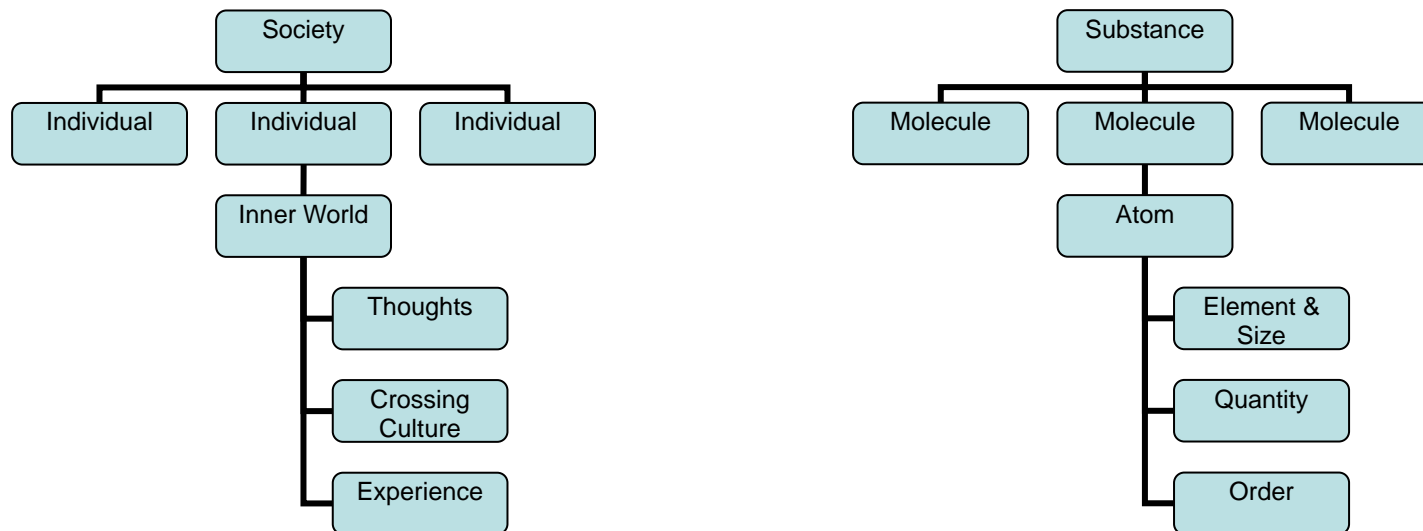 Society
Individual
Individual
Individual
Inner World
Thoughts
Crossing
Culture
Experience
Substance
Molecule
Molecule
Molecule
Atom
Element &
Size
Quantity
Order